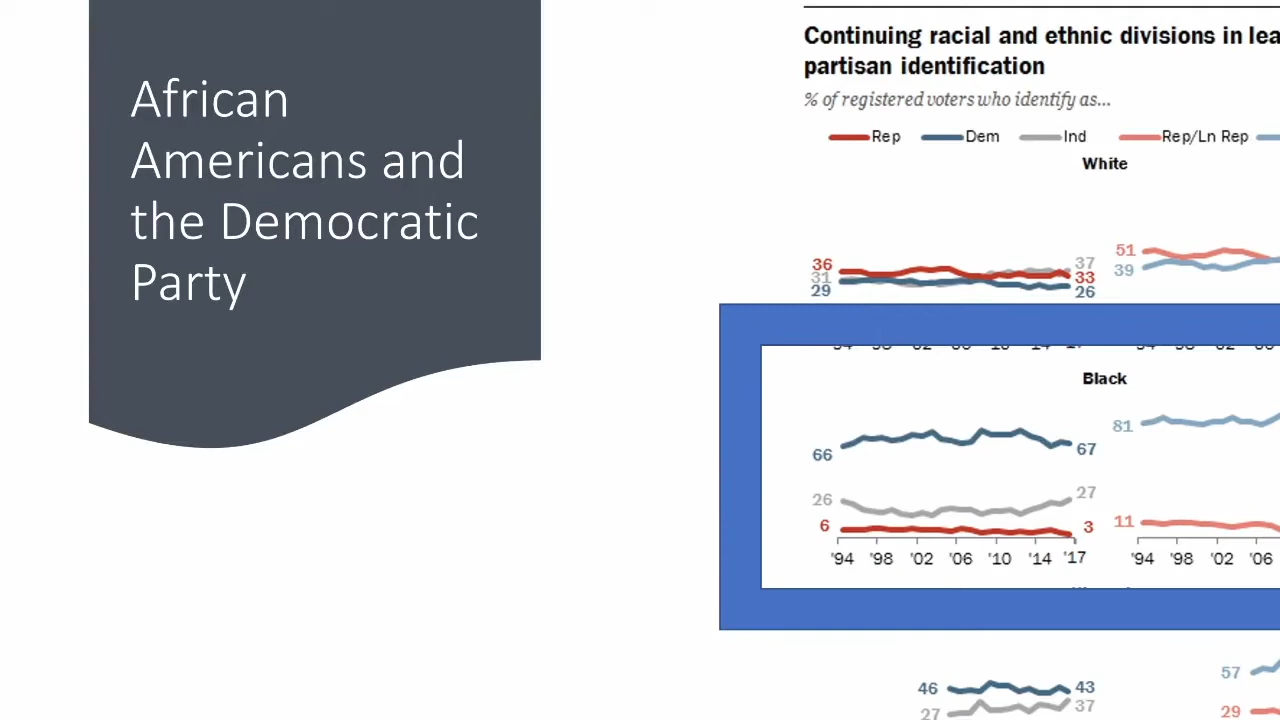 African
Americans and
the Democratic
Party
Continuing racial and ethnic divisions in lea
partisan identification
% of registered voters who identify as...
Rep Dem Ind Rep/Ln Rep
White
36 31 29 37 33 26 51 39
Black
66 26 6 67 27 3 81 11
'94 '98 '02 '06 '10 '14 '17 '94 '98 '02 '06
46 27 43 37 57 29